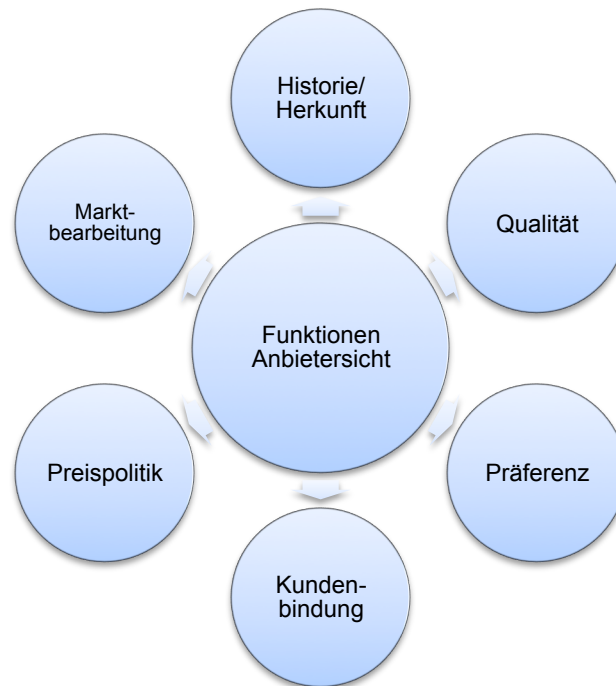 Historie/
Herkunft
Qualität
Präferenz
Kunden-
bindung
Preispolitik
Markt-
bearbeitung
Funktionen
Anbietersicht